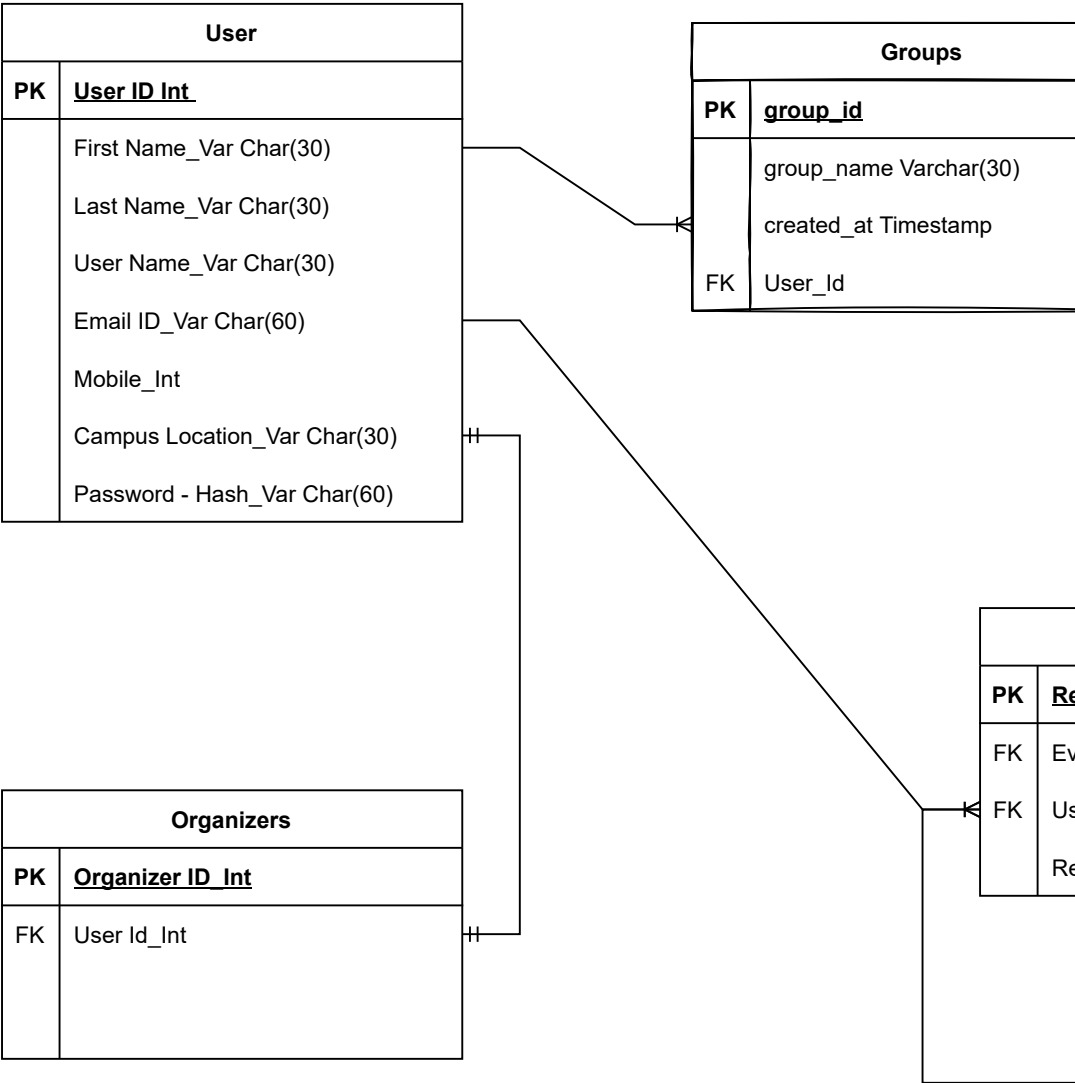 User
PK User ID Int
First Name_Var Char(30)
Last Name_Var Char(30)
User Name_Var Char(30)
Email ID_Var Char(60)
Mobile_Int
Campus Location_Var Char(30)
Password - Hash_Var Char(60)
Groups
PK group_id
group_name Varchar(30)
created_at Timestamp
FK User_Id
PK
FK
FK
Organizers
PK Organizer ID_Int
FK User Id_Int